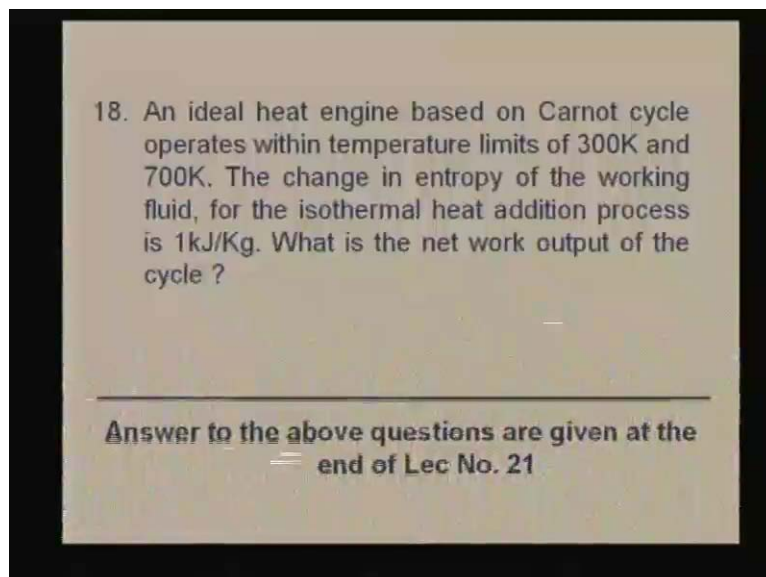 18. An ideal heat engine based on Carnot cycle
operates within temperature limits of 300K and
700K. The change in entropy of the working
fluid, for the isothermal heat addition process
is 1kJ/Kg. What is the net work output of the
cycle ?
Answer to the above questions are given at the
end of Lec No. 21